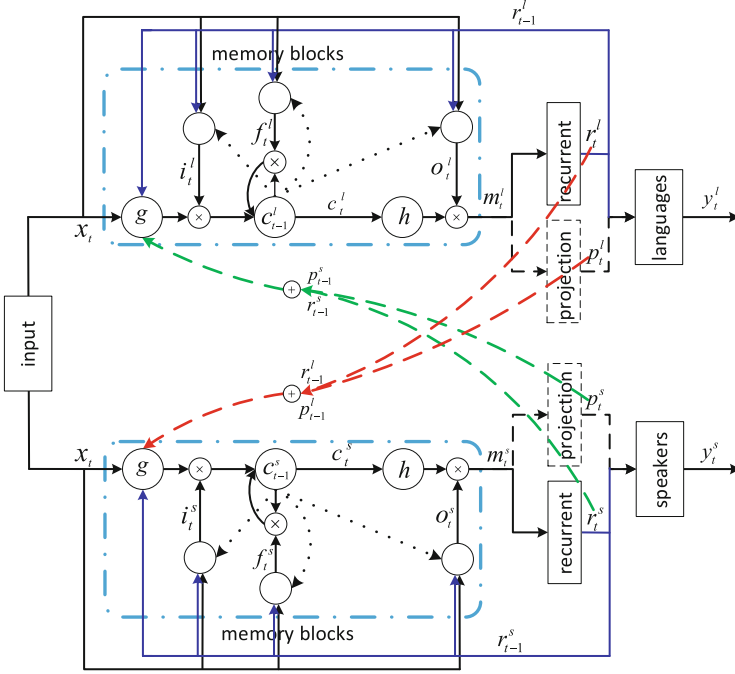 r_{t-1}^l
memory blocks
f_t^l
i_t^l
o_t^l
recurrent
r_t^l
x_t
g
×
×
c_{t-1}^l
c_t^l
h
×
m_t^l
languages
y_t^l
projection
p_t^l
+
p_{t-1}^s
r_{t-1}^s
input
r_{t-1}^l
+
p_{t-1}^l
projection
p_t^s
x_t
g
×
c_{t-1}^s
c_t^s
h
×
m_t^s
speakers
y_t^s
i_t^s
×
f_t^s
o_t^s
recurrent
r_t^s
memory blocks
r_{t-1}^s